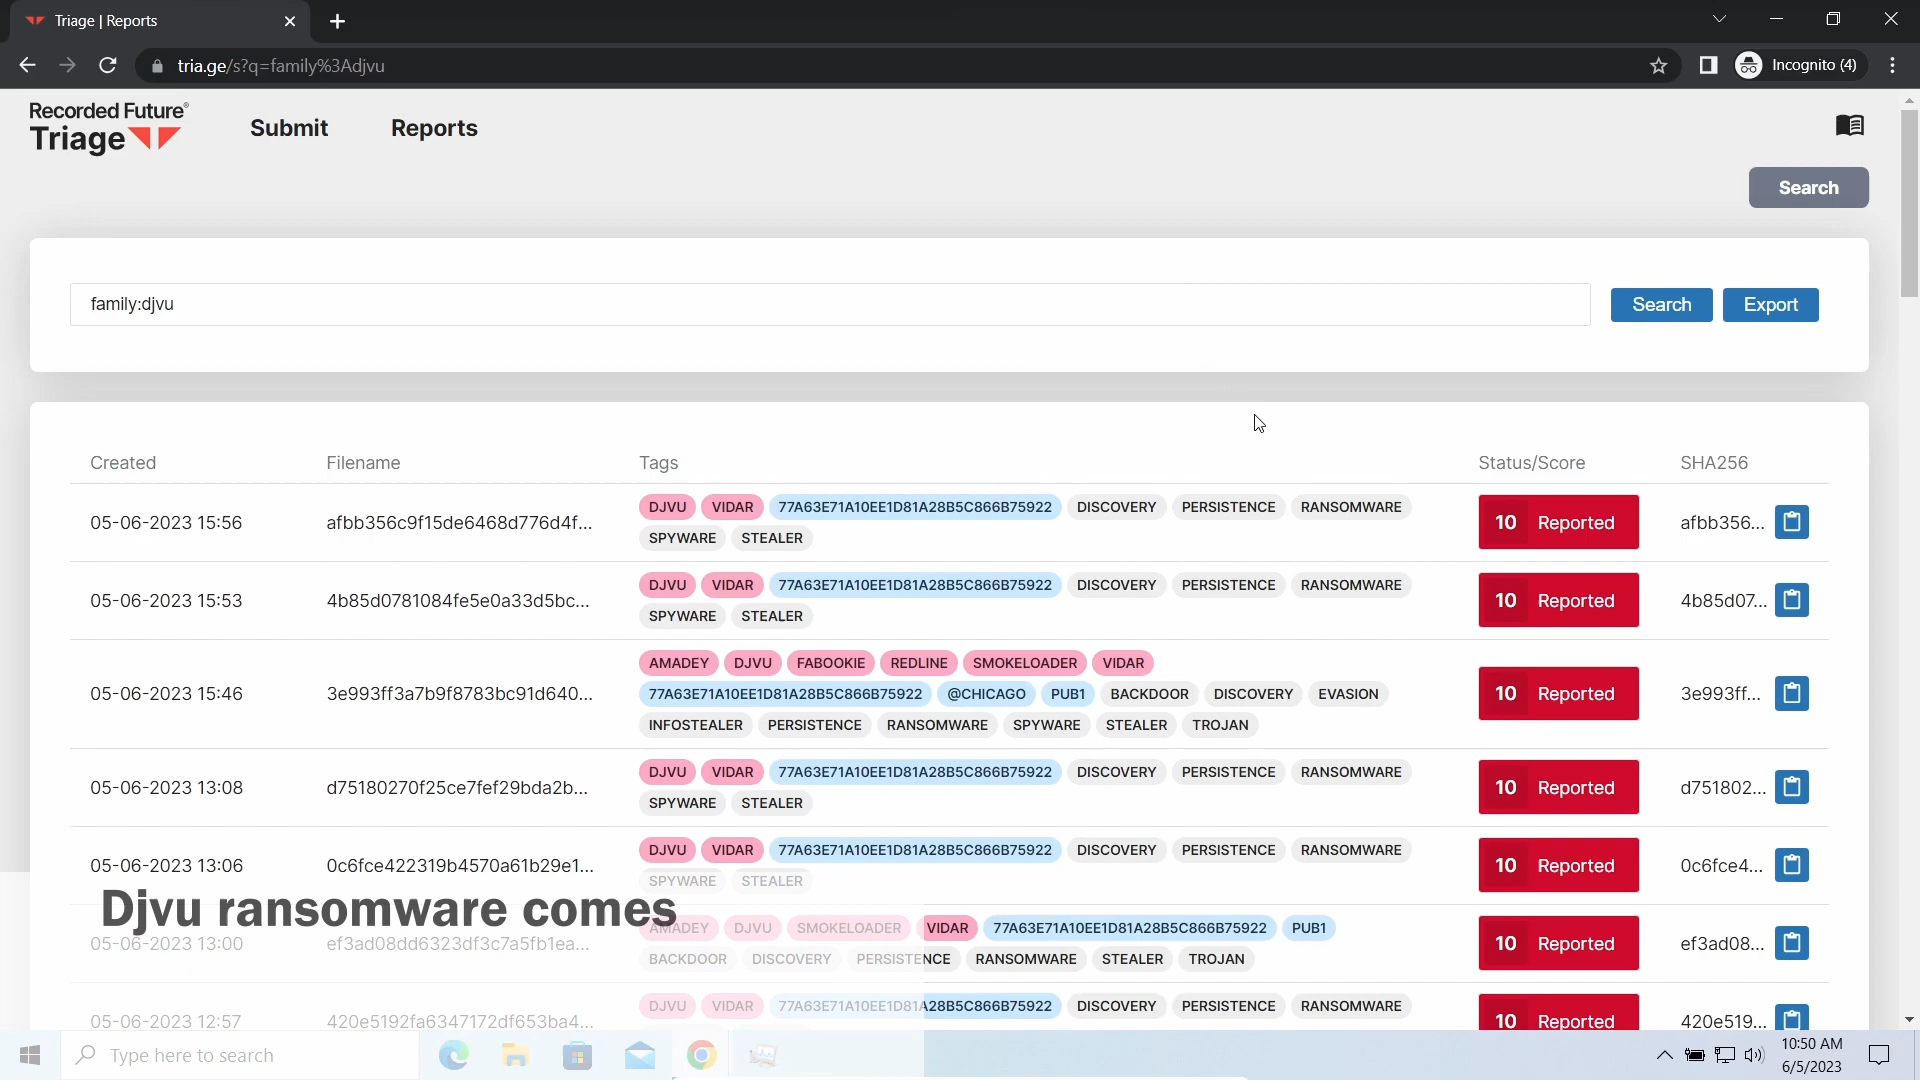 Triage | Reports
tria.ge/s?q=family%3Adjvu
Incognito (4)
Recorded Future®
Triage
Submit
Reports
Search
family:djvu
Search
Export
Created
Filename
Tags
Status/Score
SHA256
05-06-2023 15:56
afbb356c9f15de6468d776d4f...
DJVU VIDAR 77A63E71A10EE1D81A28B5C866B75922 DISCOVERY PERSISTENCE RANSOMWARE
SPYWARE STEALER
10 Reported
afbb356...
05-06-2023 15:53
4b85d0781084fe5e0a33d5bc...
DJVU VIDAR 77A63E71A10EE1D81A28B5C866B75922 DISCOVERY PERSISTENCE RANSOMWARE
SPYWARE STEALER
10 Reported
4b85d07...
05-06-2023 15:46
3e993ff3a7b9f8783bc91d640...
AMADEY DJVU FABOOKIE REDLINE SMOKELOADER VIDAR
77A63E71A10EE1D81A28B5C866B75922 @CHICAGO PUB1 BACKDOOR DISCOVERY EVASION
INFOSTEALER PERSISTENCE RANSOMWARE SPYWARE STEALER TROJAN
10 Reported
3e993ff...
05-06-2023 13:08
d75180270f25ce7fef29bda2b...
DJVU VIDAR 77A63E71A10EE1D81A28B5C866B75922 DISCOVERY PERSISTENCE RANSOMWARE
SPYWARE STEALER
10 Reported
d751802...
05-06-2023 13:06
0c6fce422319b4570a61b29e1...
DJVU VIDAR 77A63E71A10EE1D81A28B5C866B75922 DISCOVERY PERSISTENCE RANSOMWARE
SPYWARE STEALER
10 Reported
0c6fce4...
Djvu ransomware comes
05-06-2023 13:00
ef3ad08dd6323df3c7a5fb1ea...
AMADEY DJVU SMOKELOADER VIDAR 77A63E71A10EE1D81A28B5C866B75922 PUB1
BACKDOOR DISCOVERY PERSISTENCE RANSOMWARE STEALER TROJAN
10 Reported
ef3ad08...
05-06-2023 12:57
420e5192fa6347172df653ba4...
DJVU VIDAR 77A63E71A10EE1D81A28B5C866B75922 DISCOVERY PERSISTENCE RANSOMWARE
10 Reported
420e519...
Type here to search
10:50 AM
6/5/2023